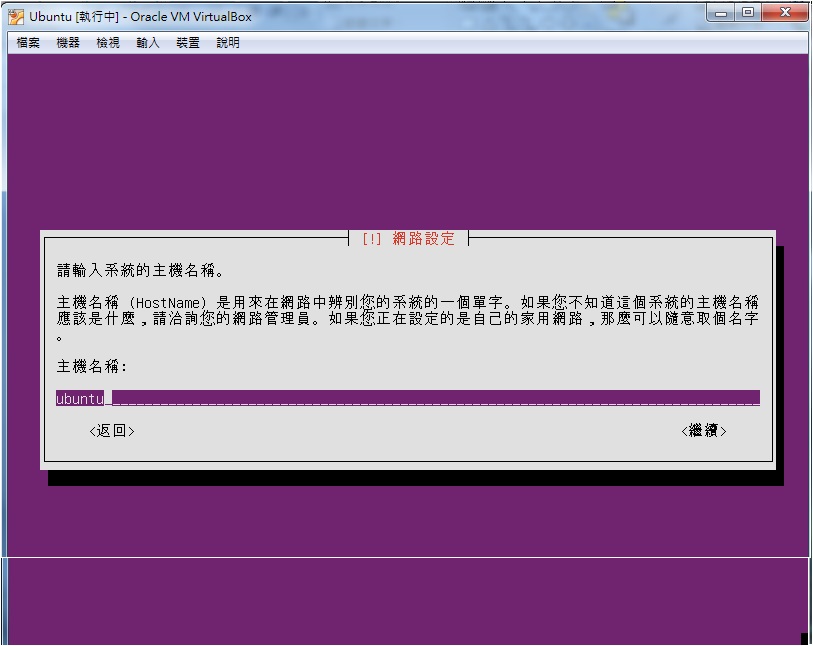 Ubuntu [執行中] - Oracle VM VirtualBox
檔案 機器 檢視 輸入 裝置 說明
[!] 網路設定
請輸入系統的主機名稱。
主機名稱 (HostName) 是用來在網路中辨別您的系統的一個單字。如果您不知道這個系統的主機名稱
應該是什麼，請洽詢您的網路管理員。如果您正在設定的是自己的家用網路，那麼可以隨意取個名字
。
主機名稱:
ubuntu
<返回> <繼續>